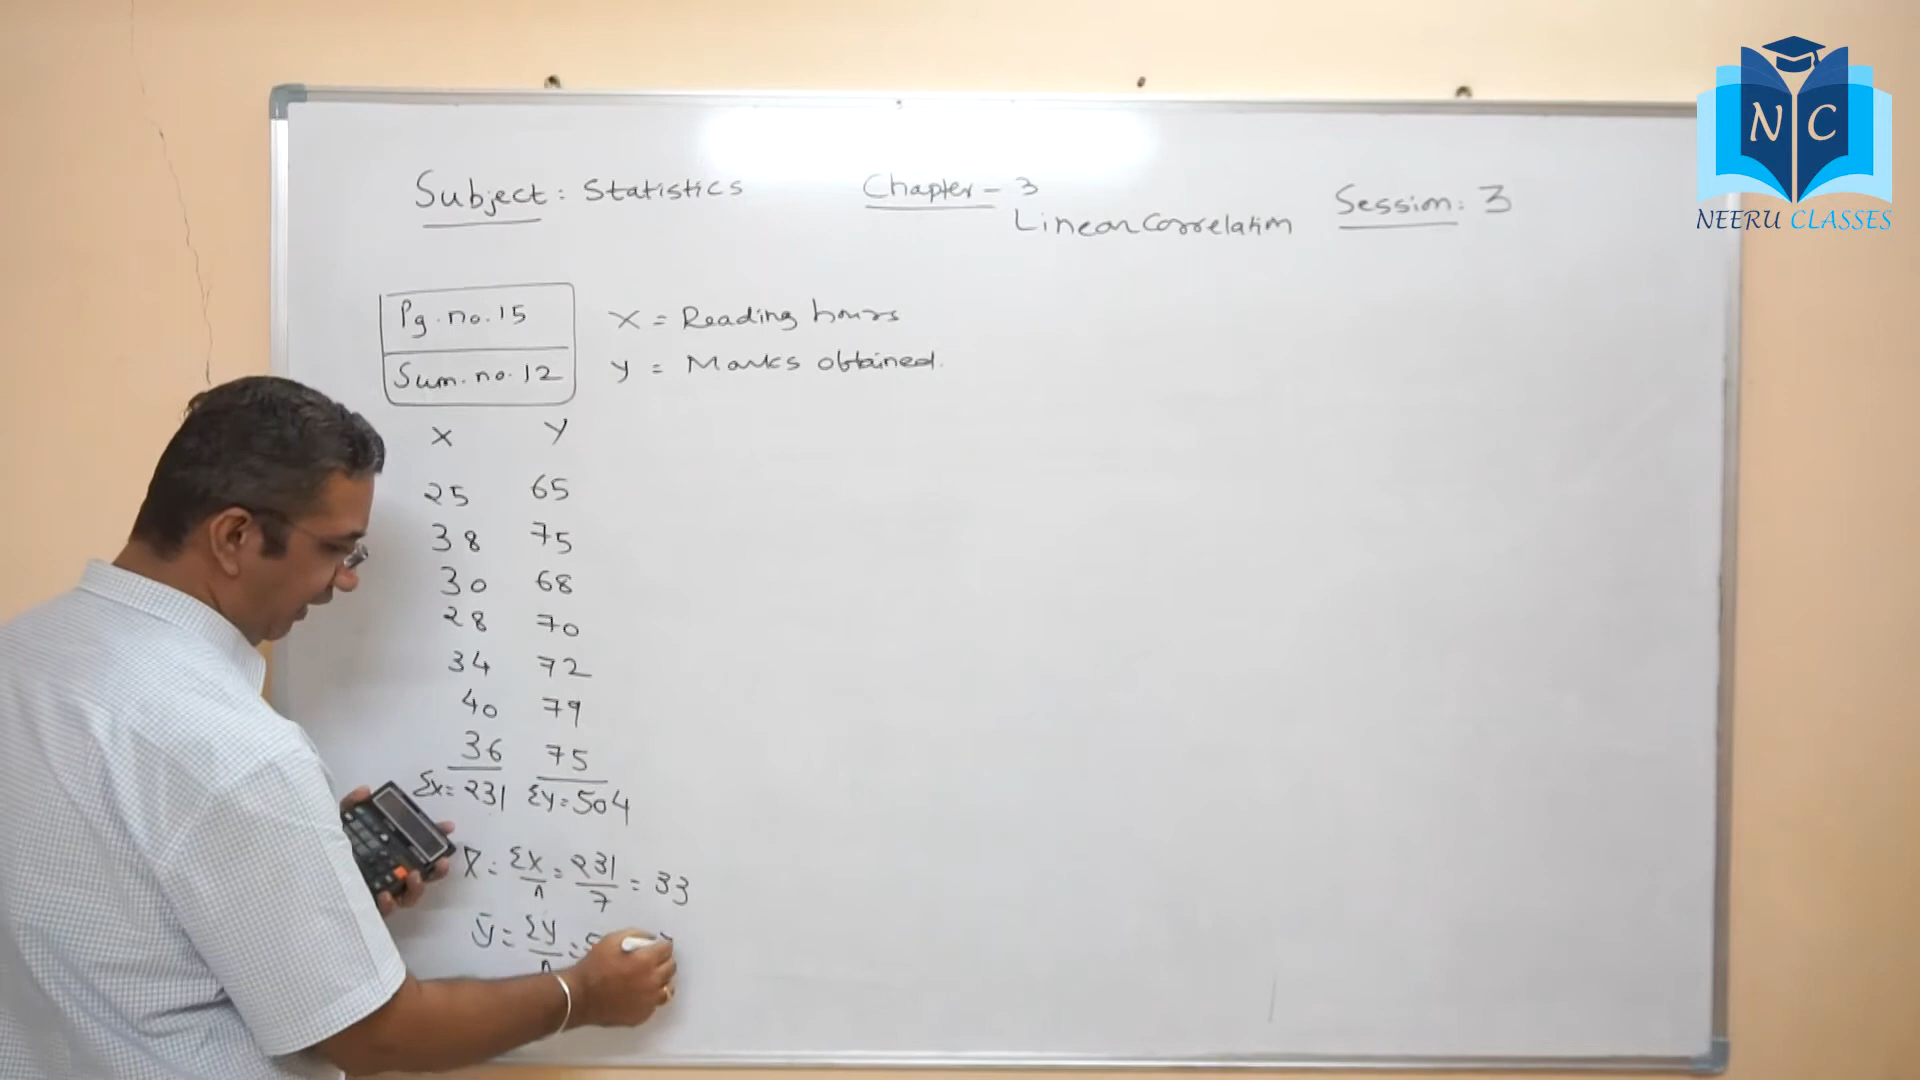 Subject: Statistics Chapter - 3 Session: 3
Linear Correlation
N C
NEERU CLASSES
Pg. no. 15
Sum. no. 12
X = Reading hours
Y = Marks obtained.
X Y
25 65
38 75
30 68
28 70
34 72
40 79
36 75
Σx = 231 Σy = 504
x̄ = Σx/n = 231/7 = 33
ȳ = Σy/n = 5